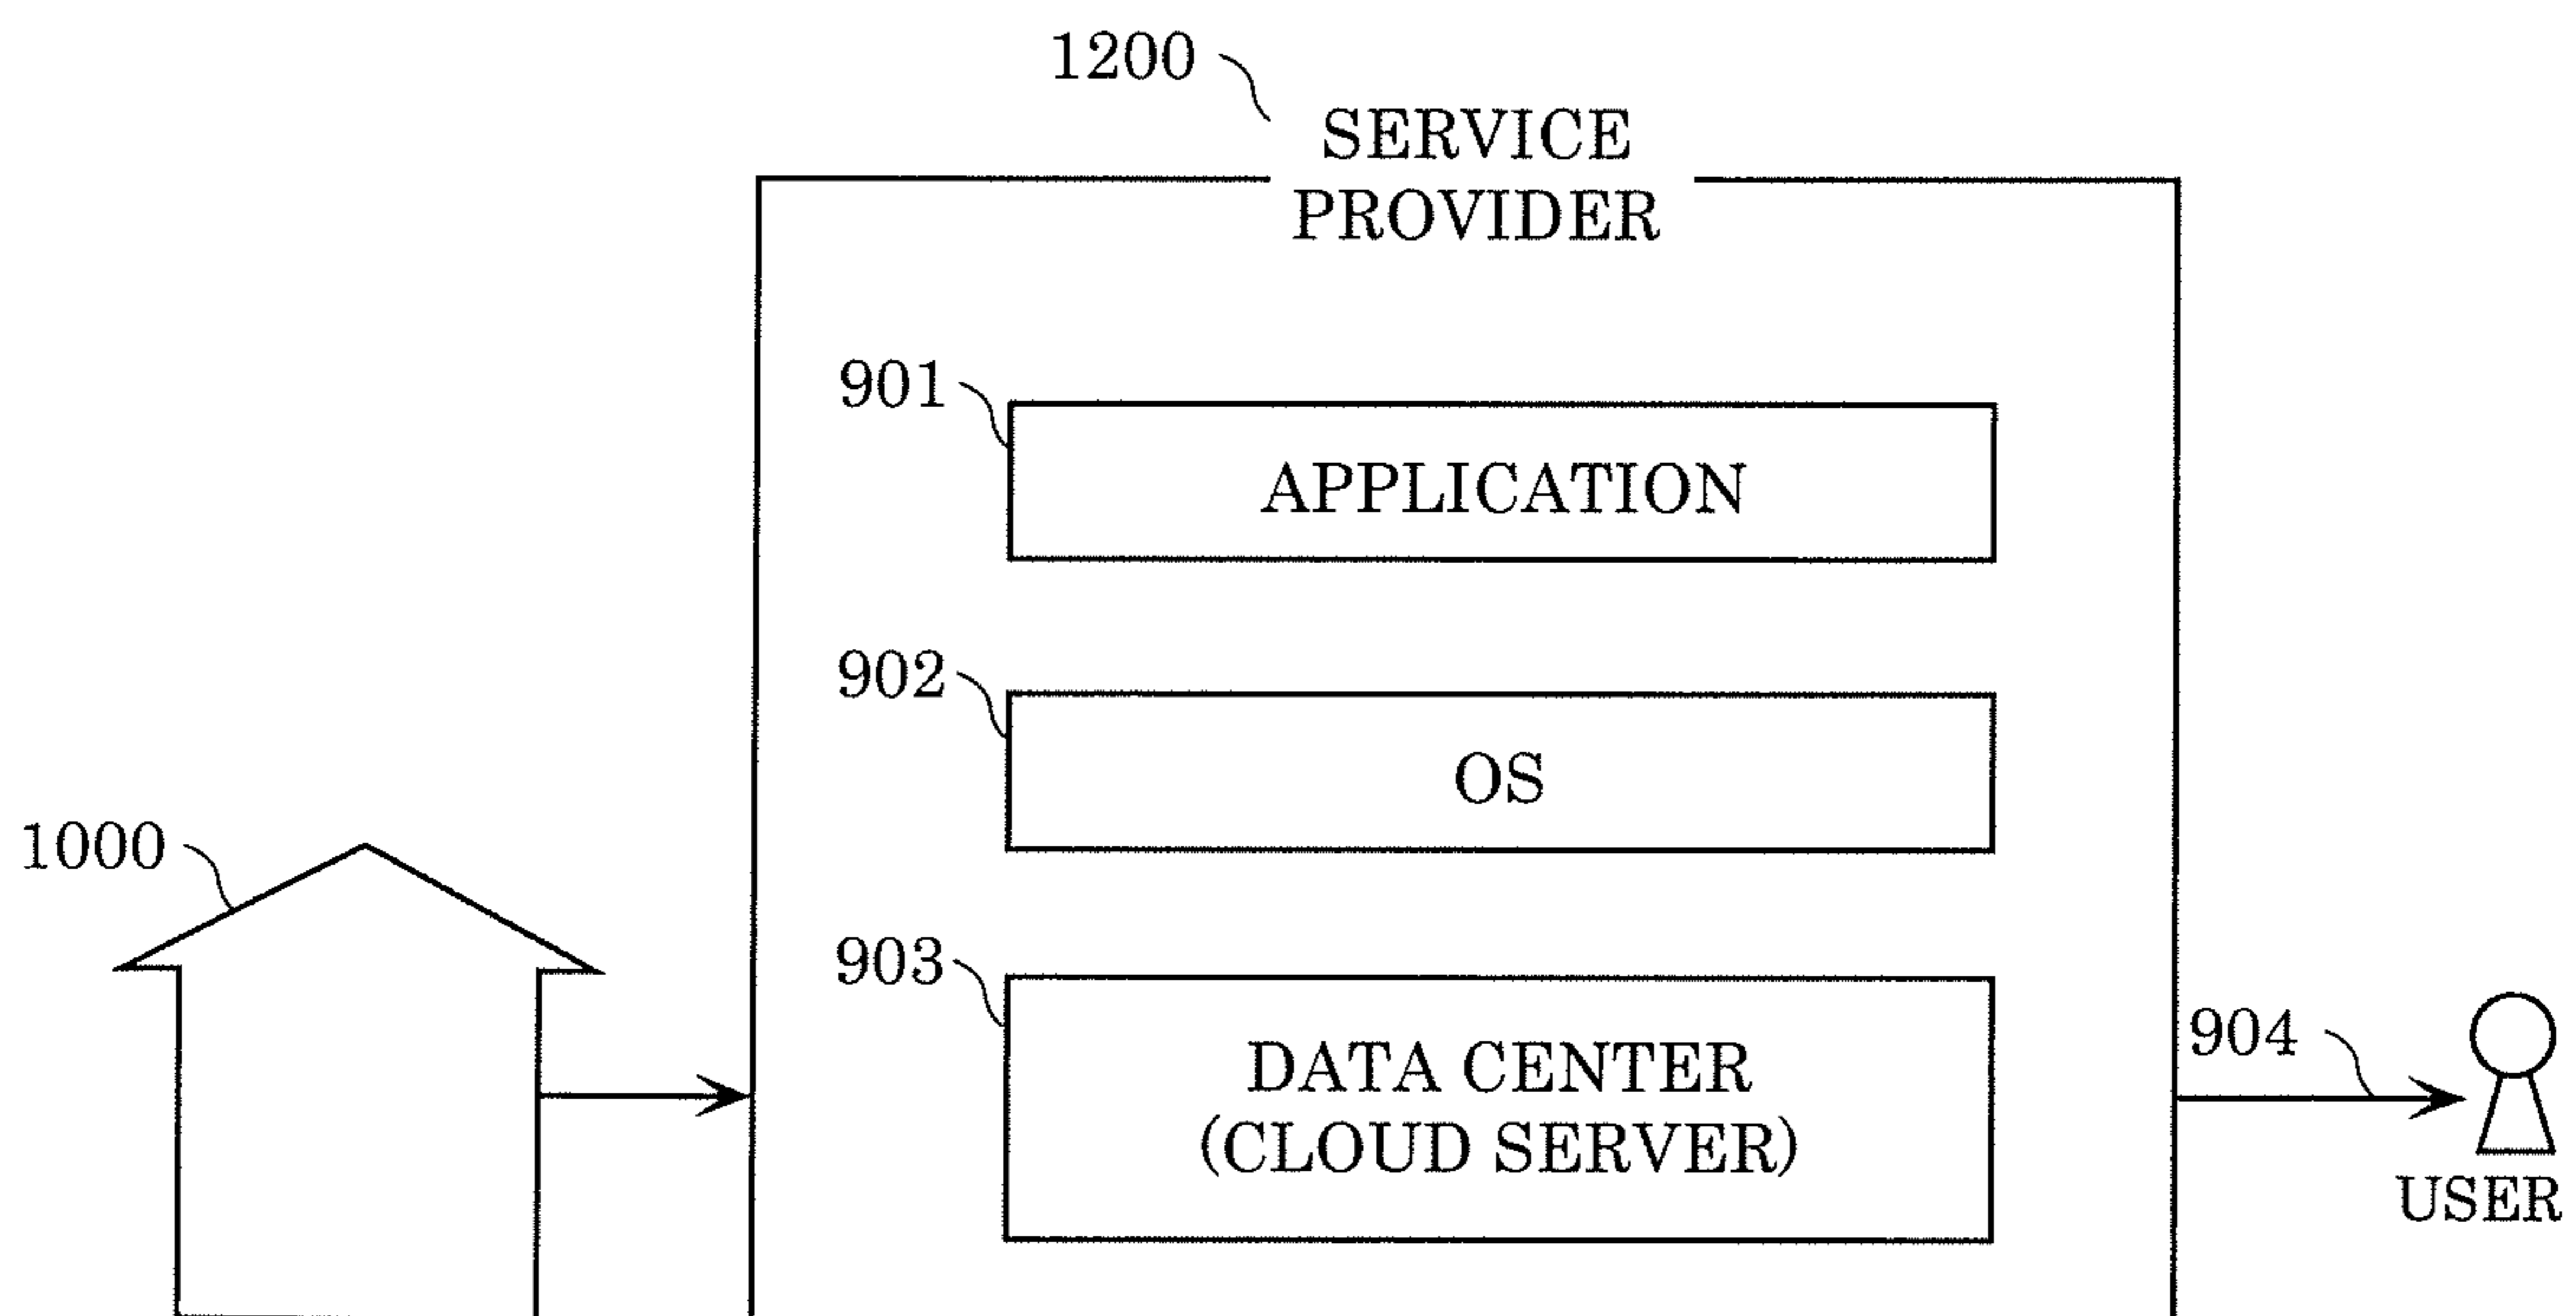 1200
SERVICE
PROVIDER
901
APPLICATION
902
OS
1000
903
DATA CENTER
(CLOUD SERVER)
904
USER